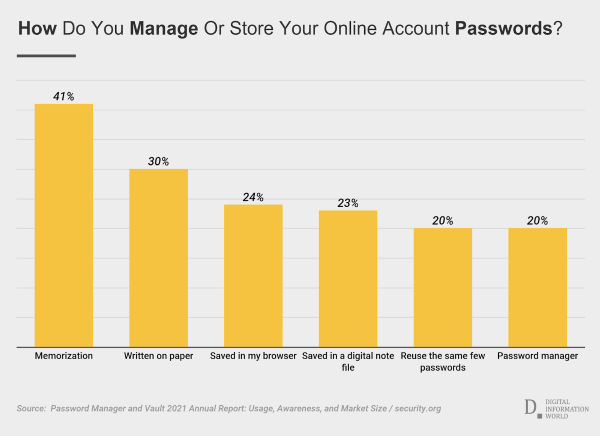 How Do You Manage Or Store Your Online Account Passwords?
41%
30%
24%
23%
20%
20%
Memorization
Written on paper
Saved in my browser
Saved in a digital note
file
Reuse the same few
passwords
Password manager
Source: Password Manager and Vault 2021 Annual Report: Usage, Awareness, and Market Size / security.org
D.
DIGITAL
INFORMATION
WORLD